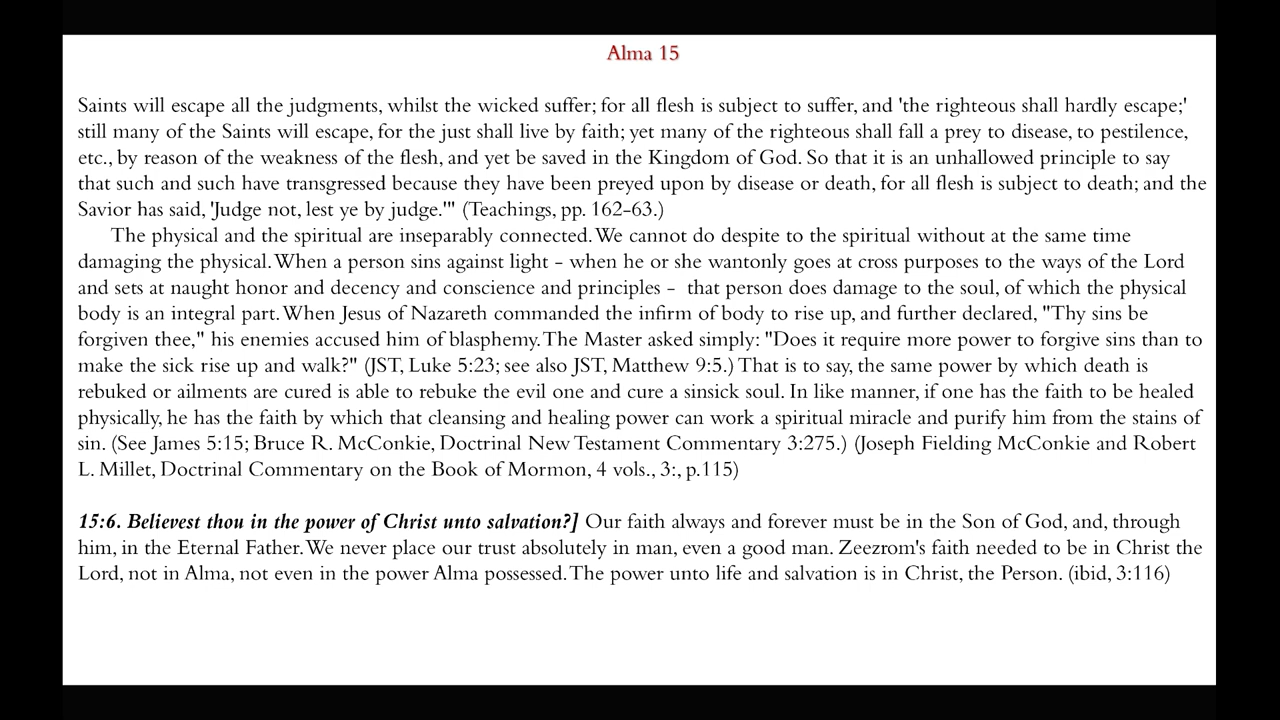 Alma 15
Saints will escape all the judgments, whilst the wicked suffer; for all flesh is subject to suffer, and 'the righteous shall hardly escape;'
still many of the Saints will escape, for the just shall live by faith; yet many of the righteous shall fall a prey to disease, to pestilence,
etc., by reason of the weakness of the flesh, and yet be saved in the Kingdom of God. So that it is an unhallowed principle to say
that such and such have transgressed because they have been preyed upon by disease or death, for all flesh is subject to death; and the
Savior has said, 'Judge not, lest ye by judge.'" (Teachings, pp. 162-63.)
The physical and the spiritual are inseparably connected. We cannot do despite to the spiritual without at the same time
damaging the physical. When a person sins against light - when he or she wantonly goes at cross purposes to the ways of the Lord
and sets at naught honor and decency and conscience and principles - that person does damage to the soul, of which the physical
body is an integral part. When Jesus of Nazareth commanded the infirm of body to rise up, and further declared, "Thy sins be
forgiven thee," his enemies accused him of blasphemy. The Master asked simply: "Does it require more power to forgive sins than to
make the sick rise up and walk?" (JST, Luke 5:23; see also JST, Matthew 9:5.) That is to say, the same power by which death is
rebuked or ailments are cured is able to rebuke the evil one and cure a sinsick soul. In like manner, if one has the faith to be healed
physically, he has the faith by which that cleansing and healing power can work a spiritual miracle and purify him from the stains of
sin. (See James 5:15; Bruce R. McConkie, Doctrinal New Testament Commentary 3:275.) (Joseph Fielding McConkie and Robert
L. Millet, Doctrinal Commentary on the Book of Mormon, 4 vols., 3:, p.115)
15:6. Believest thou in the power of Christ unto salvation?] Our faith always and forever must be in the Son of God, and, through
him, in the Eternal Father. We never place our trust absolutely in man, even a good man. Zeezrom's faith needed to be in Christ the
Lord, not in Alma, not even in the power Alma possessed. The power unto life and salvation is in Christ, the Person. (ibid, 3:116)